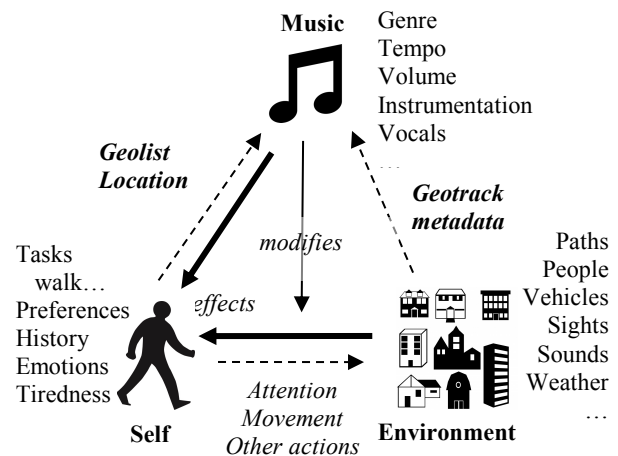 Music
Genre
Tempo
Volume
Instrumentation
Vocals
…
Geolist
Location
Geotrack
metadata
modifies
effects
Tasks
walk…
Preferences
History
Emotions
Tiredness
Self
Attention
Movement
Other actions
Paths
People
Vehicles
Sights
Sounds
Weather
…
Environment